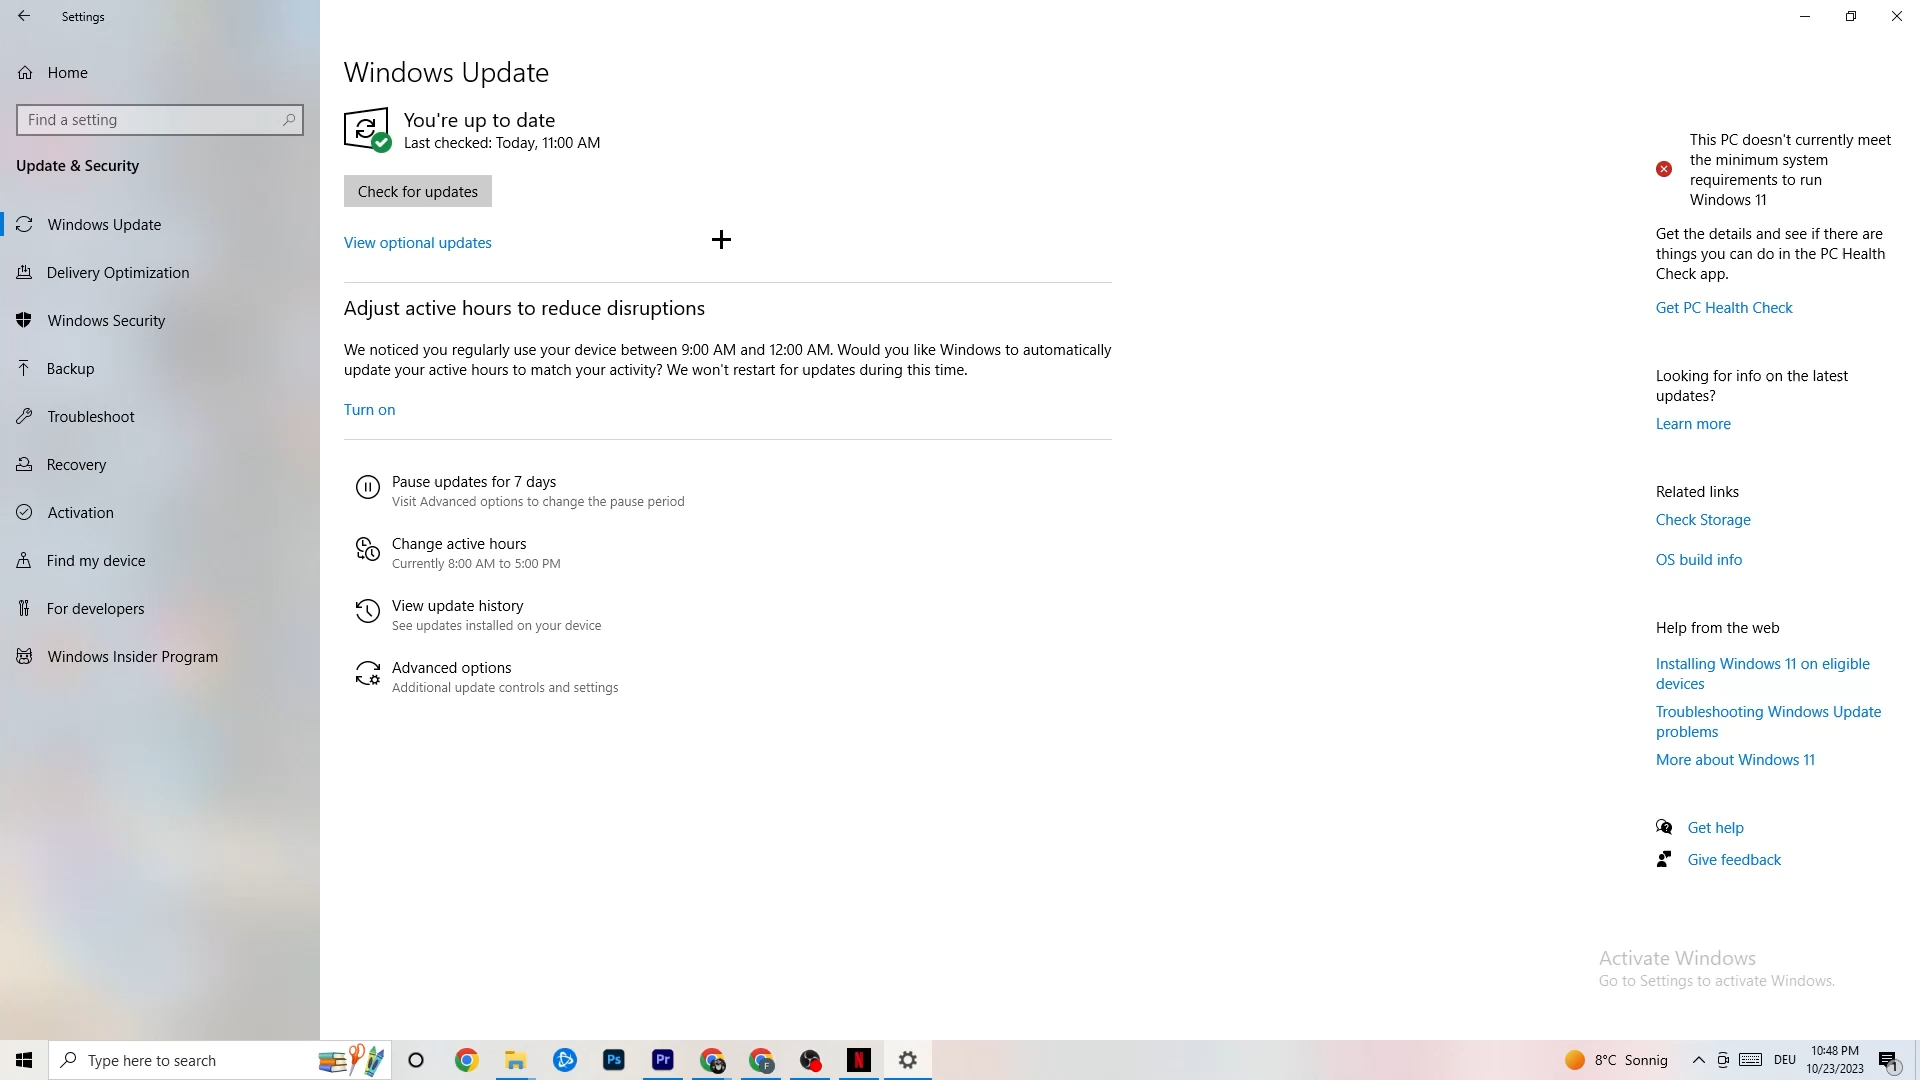 Settings
Home
Find a setting
Update & Security
Windows Update
Delivery Optimization
Windows Security
Backup
Troubleshoot
Recovery
Activation
Find my device
For developers
Windows Insider Program
Windows Update
You're up to date
Last checked: Today, 11:00 AM
Check for updates
View optional updates
Adjust active hours to reduce disruptions
We noticed you regularly use your device between 9:00 AM and 12:00 AM. Would you like Windows to automatically
update your active hours to match your activity? We won't restart for updates during this time.
Turn on
Pause updates for 7 days
Visit Advanced options to change the pause period
Change active hours
Currently 8:00 AM to 5:00 PM
View update history
See updates installed on your device
Advanced options
Additional update controls and settings
This PC doesn't currently meet
the minimum system
requirements to run
Windows 11
Get the details and see if there are
things you can do in the PC Health
Check app.
Get PC Health Check
Looking for info on the latest
updates?
Learn more
Related links
Check Storage
OS build info
Help from the web
Installing Windows 11 on eligible
devices
Troubleshooting Windows Update
problems
More about Windows 11
Get help
Give feedback
Activate Windows
Go to Settings to activate Windows.
Type here to search
Ps
Pr
F
N
8°C Sonnig
DEU
10:48 PM
10/23/2023
1